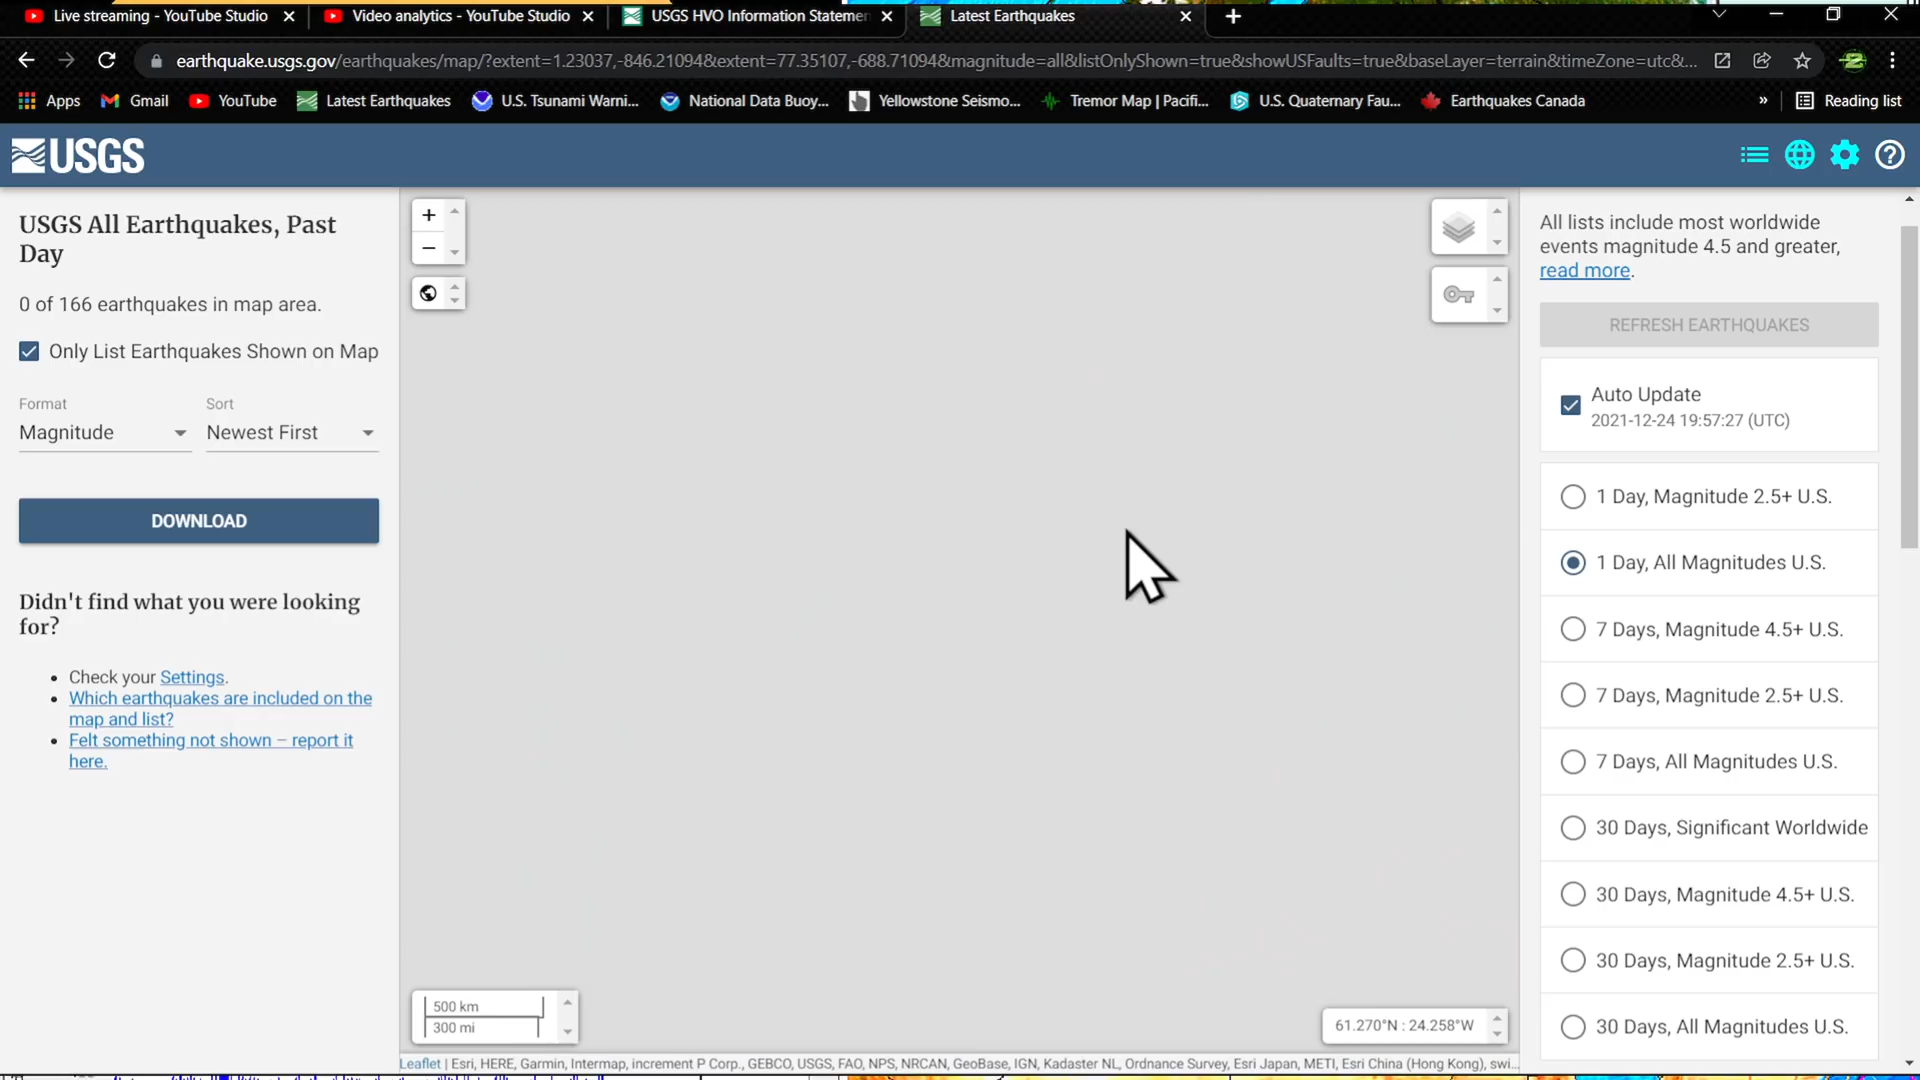 Live streaming - YouTube Studio
Video analytics - YouTube Studio
USGS HVO Information Statemen
Latest Earthquakes
earthquake.usgs.gov/earthquakes/map/?extent=1.23037,-846.21094&extent=77.35107,-688.71094&magnitude=all&listOnlyShown=true&showUSFaults=true&baseLayer=terrain&timeZone=utc&...
Apps
Gmail
YouTube
Latest Earthquakes
U.S. Tsunami Warni...
National Data Buoy...
Yellowstone Seismo...
Tremor Map | Pacifi...
U.S. Quaternary Fau...
Earthquakes Canada
»
Reading list
USGS
USGS All Earthquakes, Past
Day
0 of 166 earthquakes in map area.
Only List Earthquakes Shown on Map
Format
Sort
Magnitude
Newest First
DOWNLOAD
Didn't find what you were looking
for?
• Check your Settings.
• Which earthquakes are included on the
map and list?
• Felt something not shown – report it
here.
+
−
500 km
300 mi
61.270°N : 24.258°W
Leaflet | Esri, HERE, Garmin, Intermap, increment P Corp., GEBCO, USGS, FAO, NPS, NRCAN, GeoBase, IGN, Kadaster NL, Ordnance Survey, Esri Japan, METI, Esri China (Hong Kong), swi...
All lists include most worldwide
events magnitude 4.5 and greater,
read more.
REFRESH EARTHQUAKES
Auto Update
2021-12-24 19:57:27 (UTC)
1 Day, Magnitude 2.5+ U.S.
1 Day, All Magnitudes U.S.
7 Days, Magnitude 4.5+ U.S.
7 Days, Magnitude 2.5+ U.S.
7 Days, All Magnitudes U.S.
30 Days, Significant Worldwide
30 Days, Magnitude 4.5+ U.S.
30 Days, Magnitude 2.5+ U.S.
30 Days, All Magnitudes U.S.